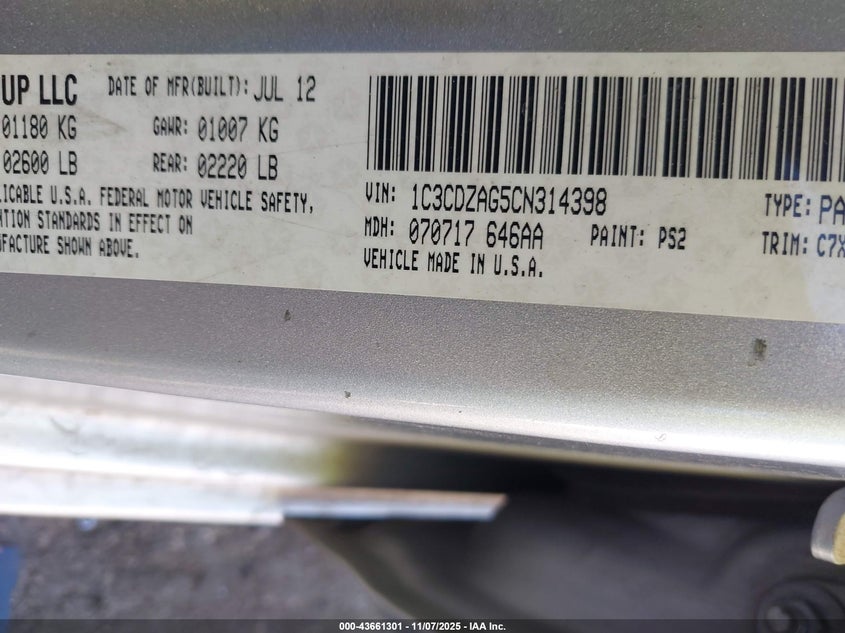 UP LLC DATE OF MFR(BUILT): JUL 12
01180 KG GAWR: 01007 KG
02600 LB REAR: 02220 LB
LICABLE U.S.A. FEDERAL MOTOR VEHICLE SAFETY,
NTION STANDARDS IN EFFECT ON
UFACTURE SHOWN ABOVE.
VIN: 1C3CDZAG5CN314398 TYPE: PA
MDH: 070717 646AA PAINT: PS2 TRIM: C7X
VEHICLE MADE IN U.S.A.
000-43661301 - 11/07/2025 - IAA Inc.